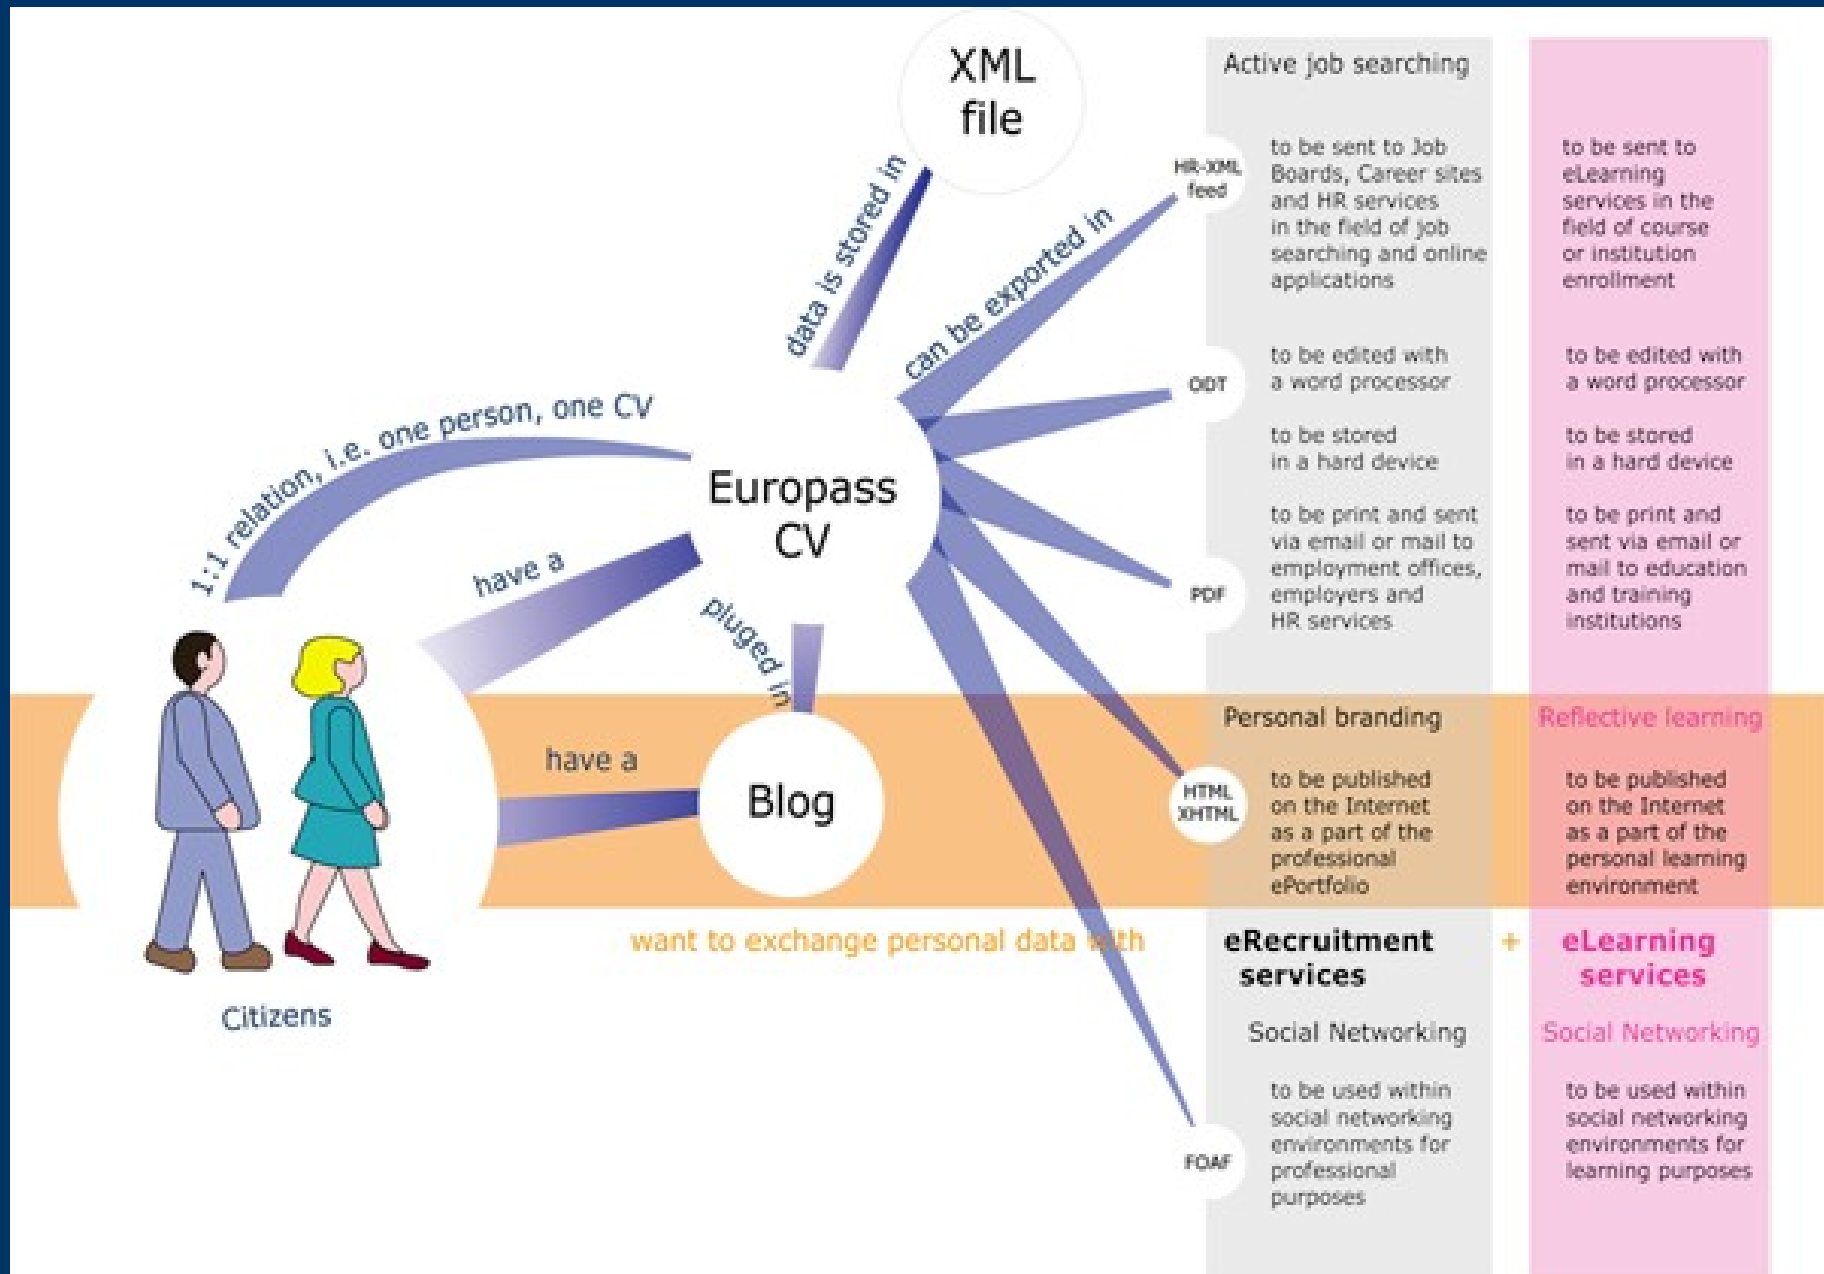 XML
file
data is stored in
can be exported in
1:1 relation, i.e. one person, one CV
Europass
CV
have a
pluged in
have a
Blog
Citizens
want to exchange personal data with
Active job searching
HR-XML
feed
to be sent to Job
Boards, Career sites
and HR services
in the field of job
searching and online
applications
to be sent to
eLearning
services in the
field of course
or institution
enrollment
ODT
to be edited with
a word processor
to be edited with
a word processor
to be stored
in a hard device
to be stored
in a hard device
PDF
to be print and sent
via email or mail to
employment offices,
employers and
HR services
to be print and
sent via email or
mail to education
and training
institutions
Personal branding
Reflective learning
HTML
XHTML
to be published
on the Internet
as a part of the
professional
ePortfolio
to be published
on the Internet
as a part of the
personal learning
environment
eRecruitment
services
+
eLearning
services
Social Networking
Social Networking
FOAF
to be used within
social networking
environments for
professional
purposes
to be used within
social networking
environments for
learning purposes